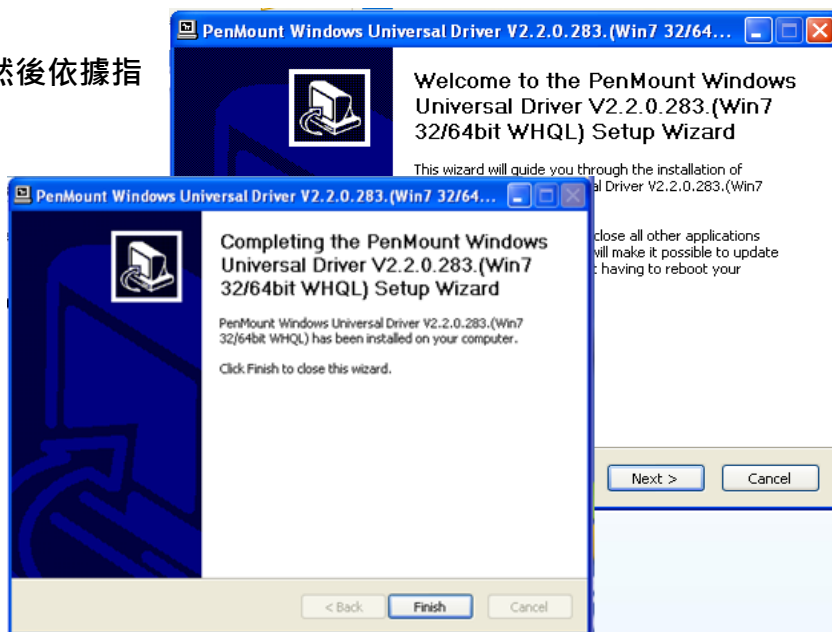 然後依據指
PenMount Windows Universal Driver V2.2.0.283.(Win7 32/64...
Welcome to the PenMount Windows
Universal Driver V2.2.0.283.(Win7
32/64bit WHQL) Setup Wizard
This wizard will guide you through the installation of
al Driver V2.2.0.283.(Win7
close all other applications
will make it possible to update
having to reboot your
Next >
Cancel
PenMount Windows Universal Driver V2.2.0.283.(Win7 32/64...
Completing the PenMount Windows
Universal Driver V2.2.0.283.(Win7
32/64bit WHQL) Setup Wizard
PenMount Windows Universal Driver V2.2.0.283.(Win7
32/64bit WHQL) has been installed on your computer.
Click Finish to close this wizard.
< Back
Finish
Cancel